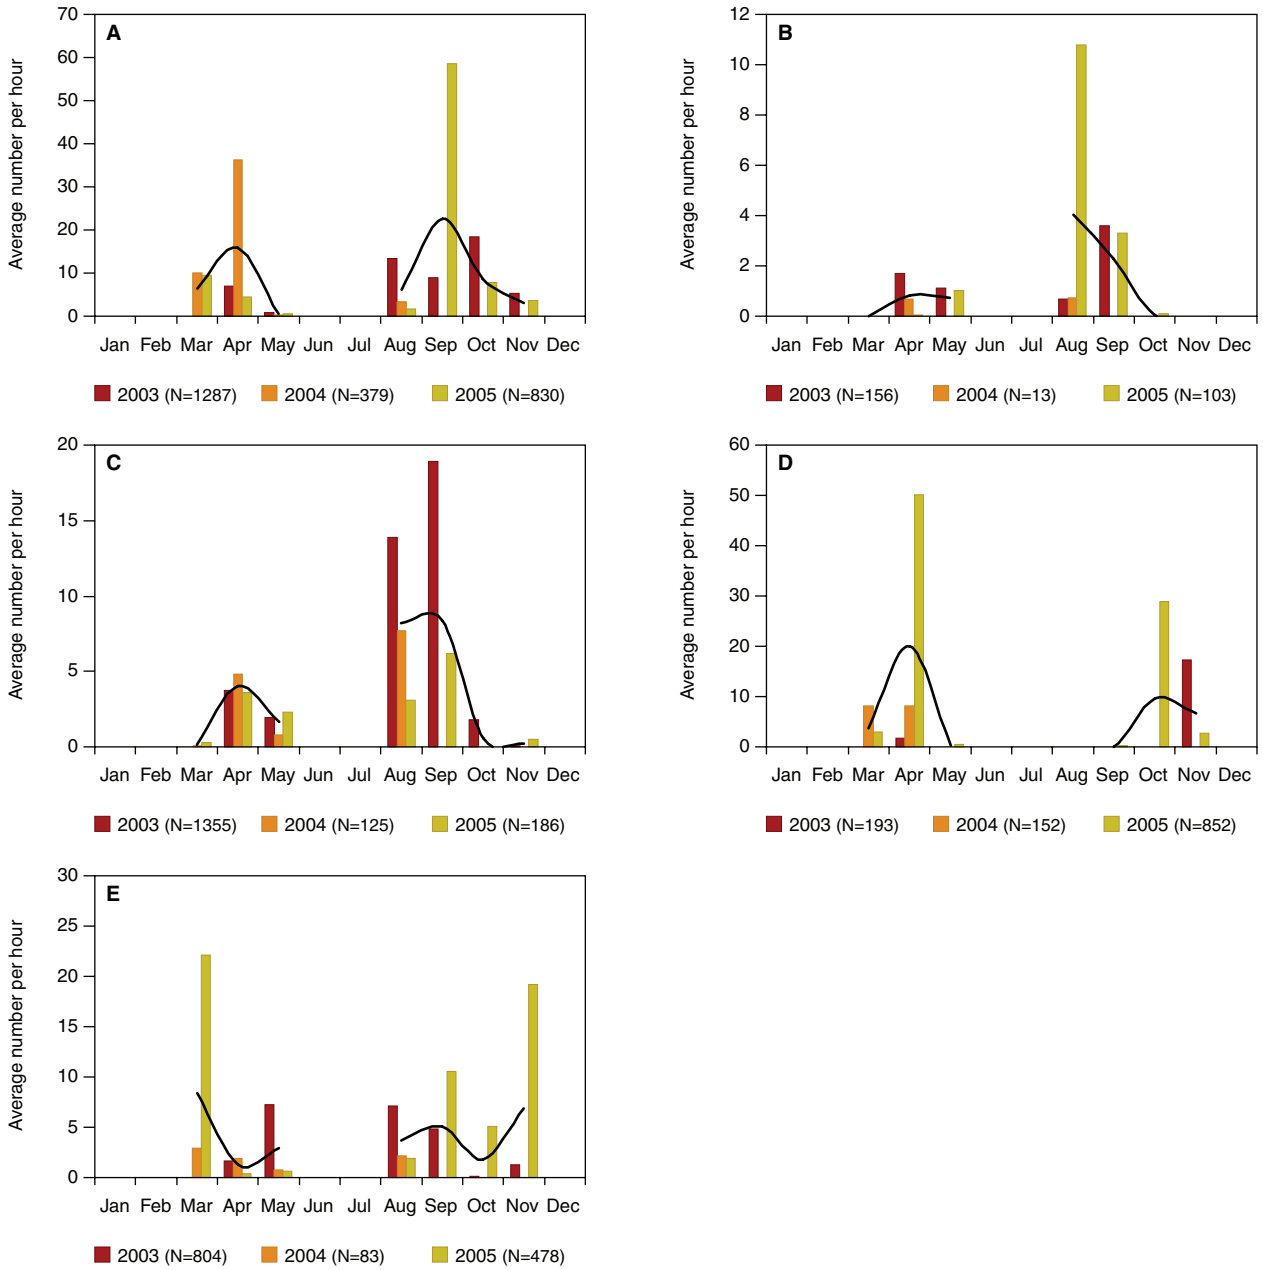 A
Average number per hour
70
60
50
40
30
20
10
0
Jan Feb Mar Apr May Jun Jul Aug Sep Oct Nov Dec
2003 (N=1287) 2004 (N=379) 2005 (N=830)
B
Average number per hour
12
10
8
6
4
2
0
Jan Feb Mar Apr May Jun Jul Aug Sep Oct Nov Dec
2003 (N=156) 2004 (N=13) 2005 (N=103)
C
Average number per hour
20
15
10
5
0
Jan Feb Mar Apr May Jun Jul Aug Sep Oct Nov Dec
2003 (N=1355) 2004 (N=125) 2005 (N=186)
D
Average number per hour
60
50
40
30
20
10
0
Jan Feb Mar Apr May Jun Jul Aug Sep Oct Nov Dec
2003 (N=193) 2004 (N=152) 2005 (N=852)
E
Average number per hour
30
25
20
15
10
5
0
Jan Feb Mar Apr May Jun Jul Aug Sep Oct Nov Dec
2003 (N=804) 2004 (N=83) 2005 (N=478)